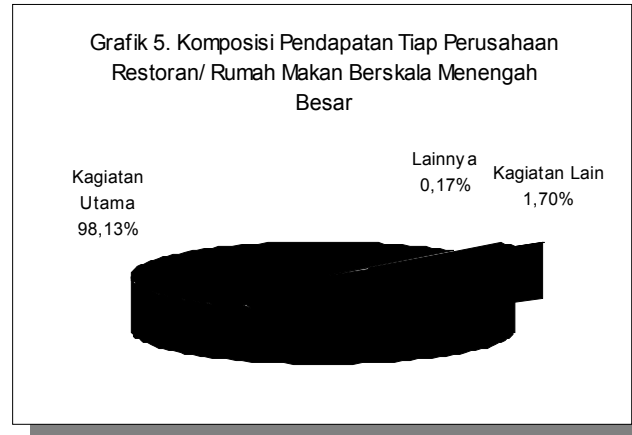 Grafik 5. Komposisi Pendapatan Tiap Perusahaan
Restoran/ Rumah Makan Berskala Menengah
Besar
Kagiatan
Utama
98,13%
Lainnya
0,17%
Kagiatan Lain
1,70%